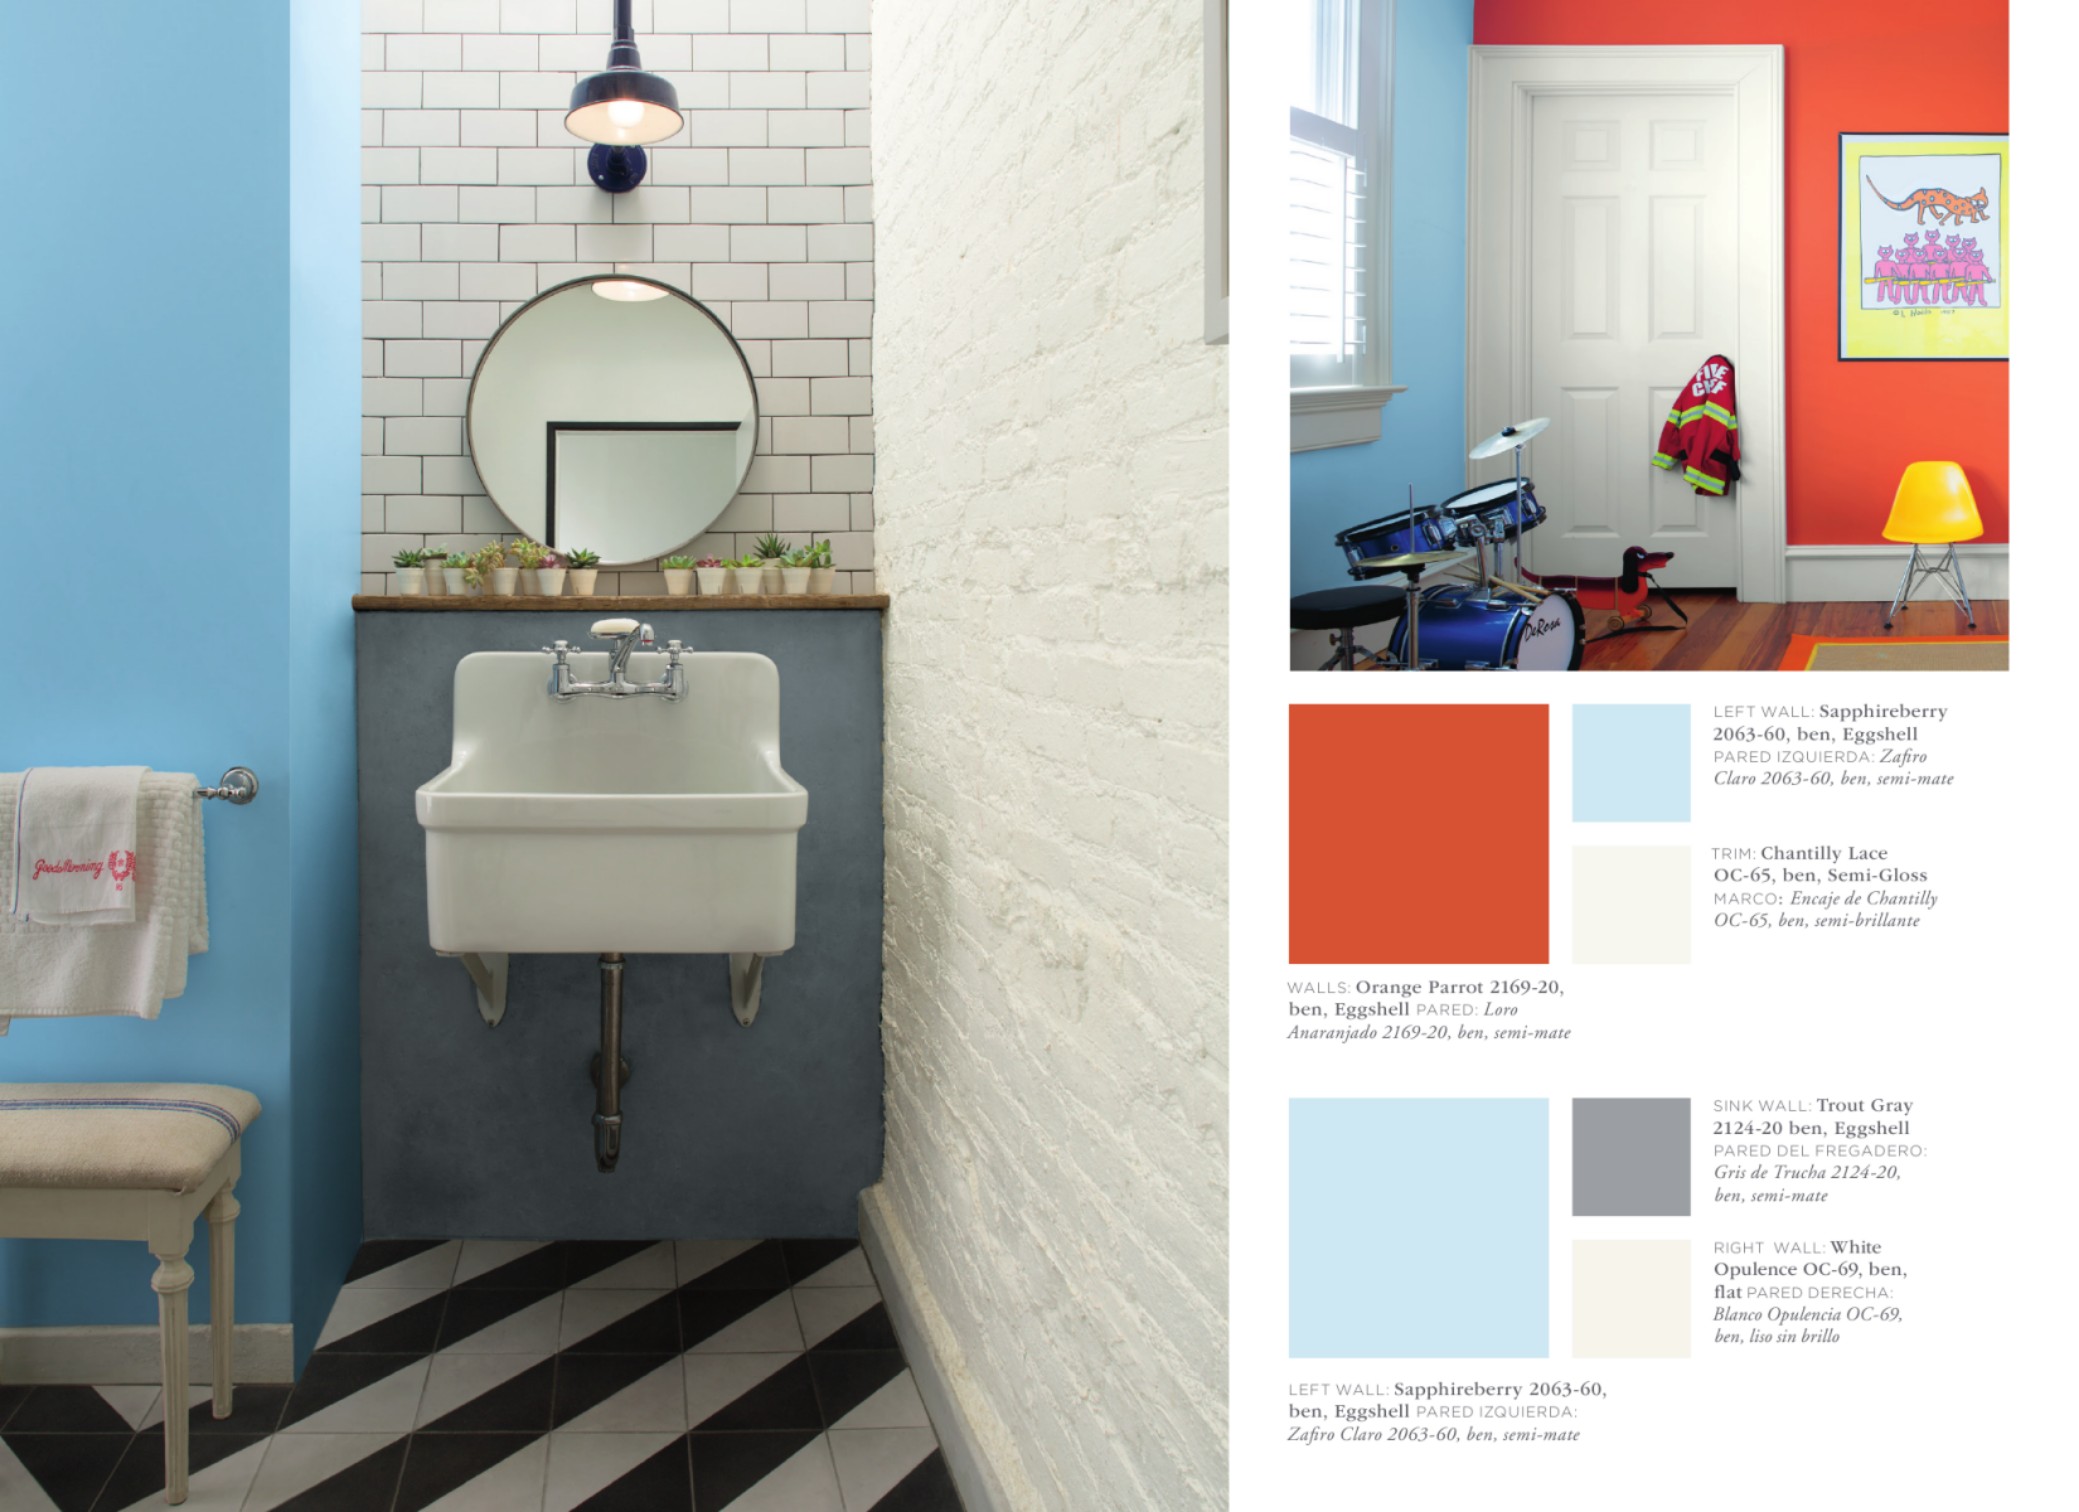 Good Morning
FIVE
DeRosa
LEFT WALL: Sapphireberry
2063-60, ben, Eggshell
PARED IZQUIERDA: Zafiro
Claro 2063-60, ben, semi-mate
TRIM: Chantilly Lace
OC-65, ben, Semi-Gloss
MARCO: Encaje de Chantilly
OC-65, ben, semi-brillante
WALLS: Orange Parrot 2169-20,
ben, Eggshell PARED: Loro
Anaranjado 2169-20, ben, semi-mate
SINK WALL: Trout Gray
2124-20 ben, Eggshell
PARED DEL FREGADERO:
Gris de Trucha 2124-20,
ben, semi-mate
RIGHT WALL: White
Opulence OC-69, ben,
flat PARED DERECHA:
Blanco Opulencia OC-69,
ben, liso sin brillo
LEFT WALL: Sapphireberry 2063-60,
ben, Eggshell PARED IZQUIERDA:
Zafiro Claro 2063-60, ben, semi-mate